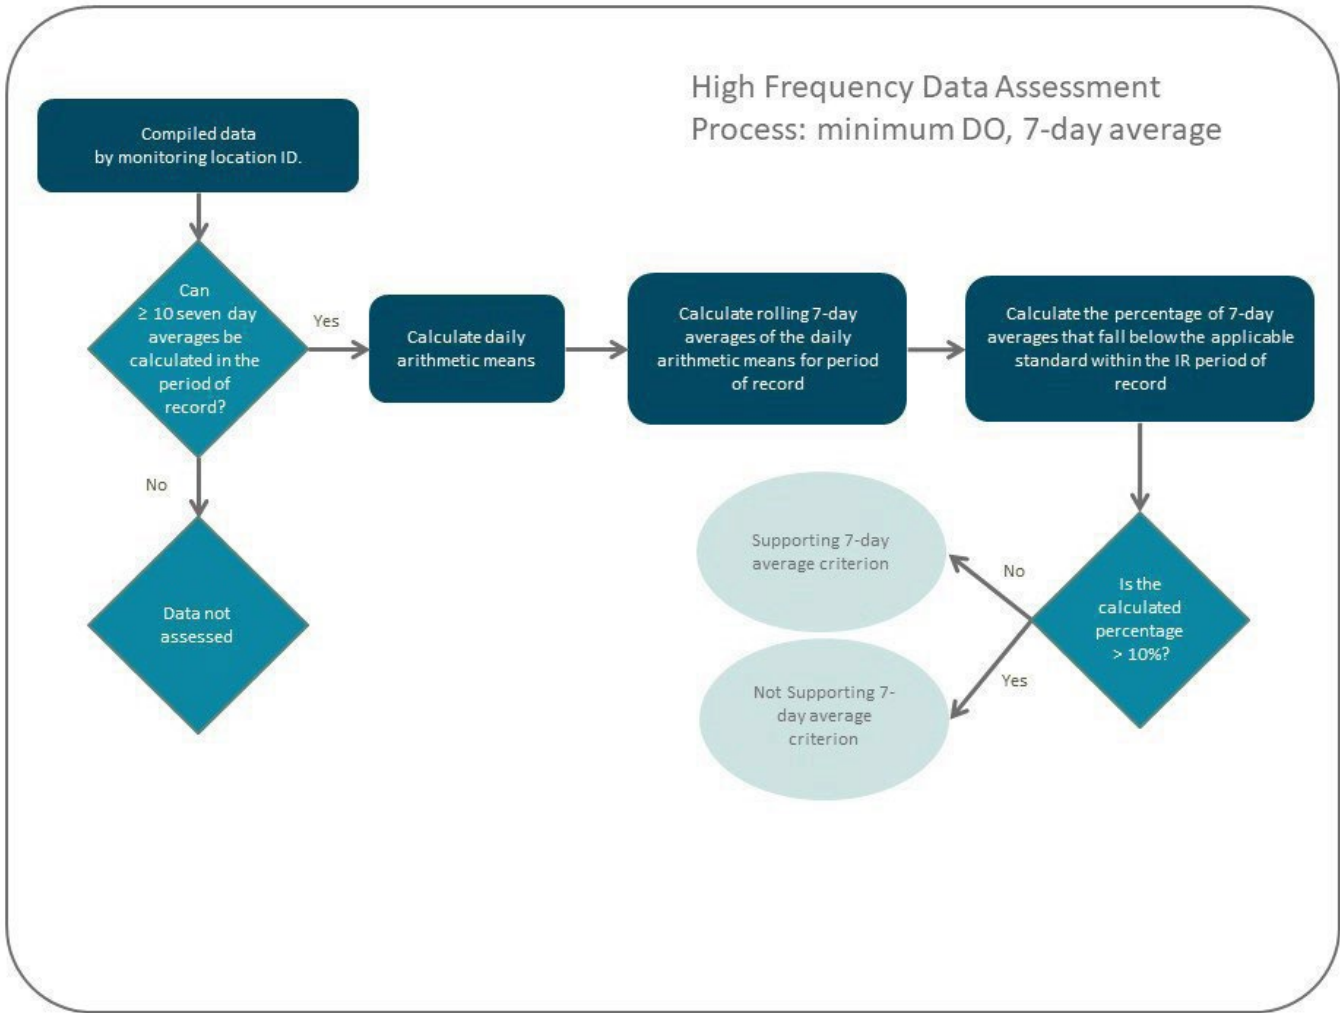 High Frequency Data Assessment
Process: minimum DO, 7-day average
Compiled data
by monitoring location ID.
Can
≥ 10 seven day
averages be
calculated in the
period of
record?
Yes
Calculate daily
arithmetic means
Calculate rolling 7-day
averages of the daily
arithmetic means for period
of record
Calculate the percentage of 7-day
averages that fall below the applicable
standard within the IR period of
record
No
Data not
assessed
Is the
calculated
percentage
> 10%?
No
Supporting 7-day
average criterion
Yes
Not Supporting 7-
day average
criterion